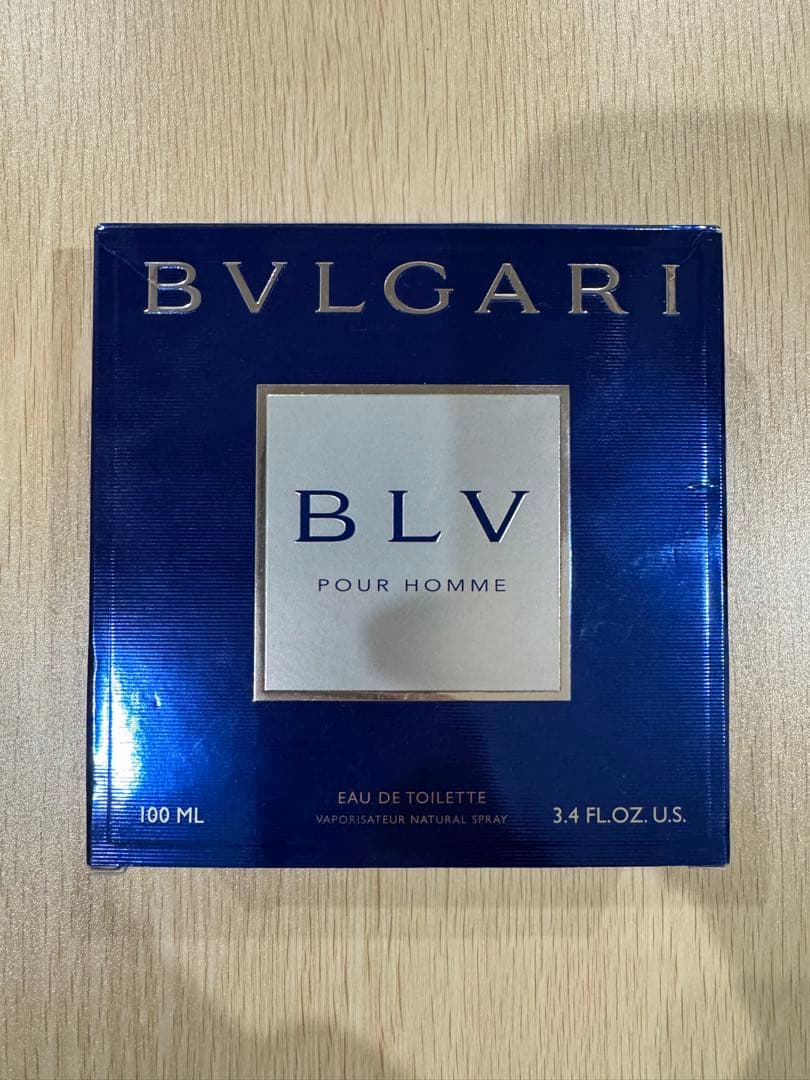 BVLGARI
BLV
POUR HOMME
EAU DE TOILETTE
VAPORISATEUR NATURAL SPRAY
100 ML
3.4 FL.OZ. U.S.